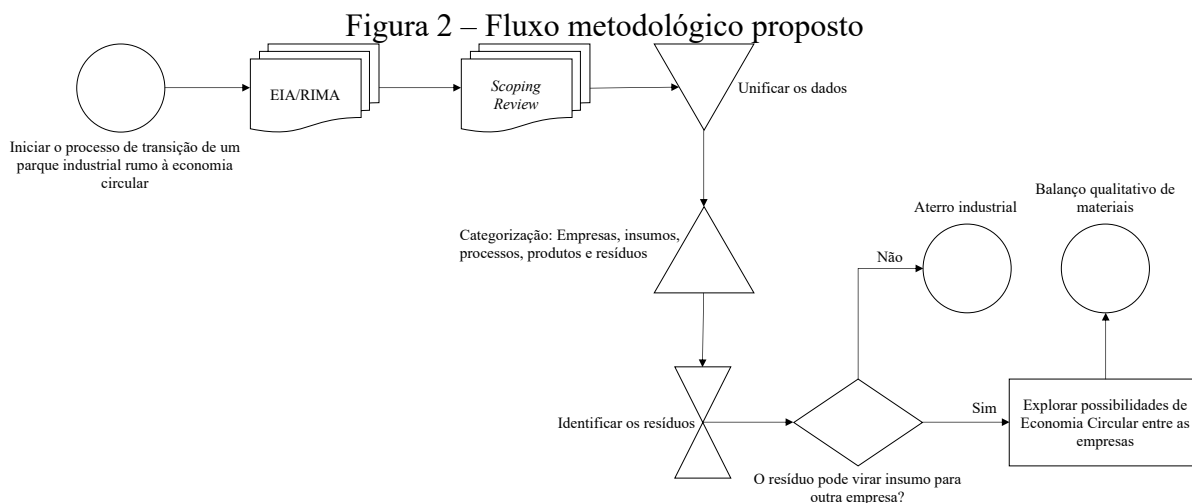 Figura 2 – Fluxo metodológico proposto
EIA/RIMA
Scoping
Review
Unificar os dados
Iniciar o processo de transição de um
parque industrial rumo à economia
circular
Categorização: Empresas, insumos,
processos, produtos e resíduos
Aterro industrial
Balanço qualitativo de
materiais
Não
Identificar os resíduos
Sim
Explorar possibilidades de
Economia Circular entre as
empresas
O resíduo pode virar insumo para
outra empresa?